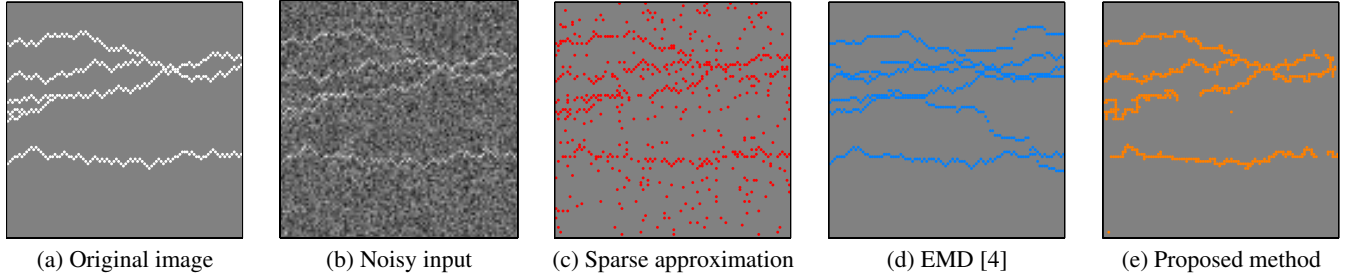 (a) Original image
(b) Noisy input
(c) Sparse approximation
(d) EMD [4]
(e) Proposed method